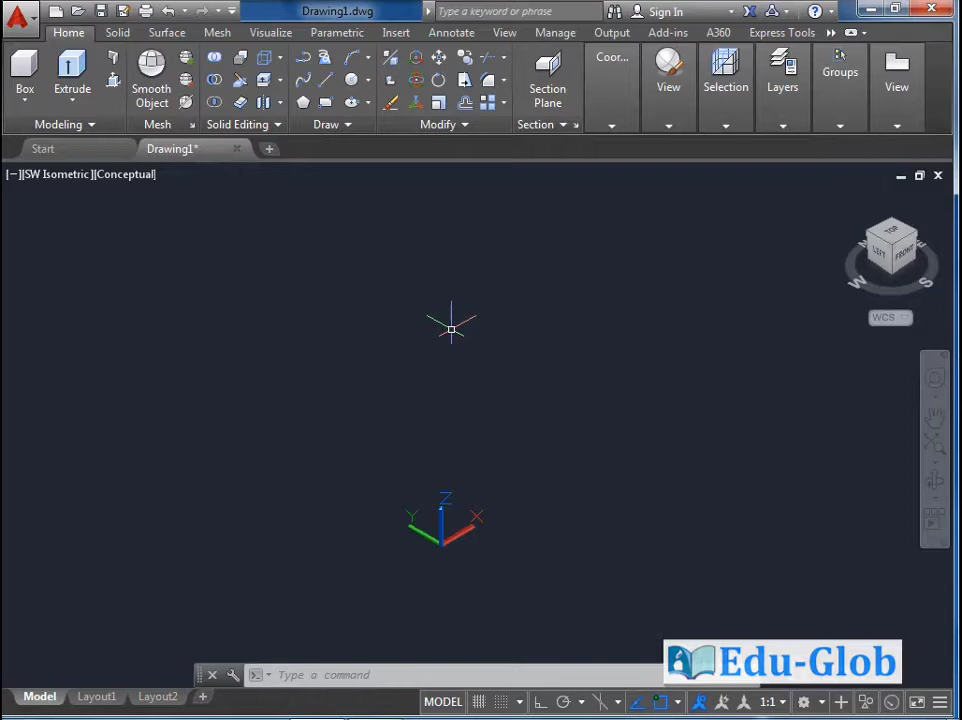 Drawing1.dwg
Type a keyword or phrase
Sign In
Home Solid Surface Mesh Visualize Parametric Insert Annotate View Manage Output Add-ins A360 Express Tools
Box
Extrude
Smooth Object
Section Plane
Coor...
View
Selection
Layers
Groups
View
Modeling
Mesh
Solid Editing
Draw
Modify
Section
Start
Drawing1*
[−][SW Isometric][Conceptual]
TOP
LEFT
FRONT
N
E
W
S
WCS
Z
Y
X
Type a command
Edu-Glob
Model
Layout1
Layout2
MODEL
1:1